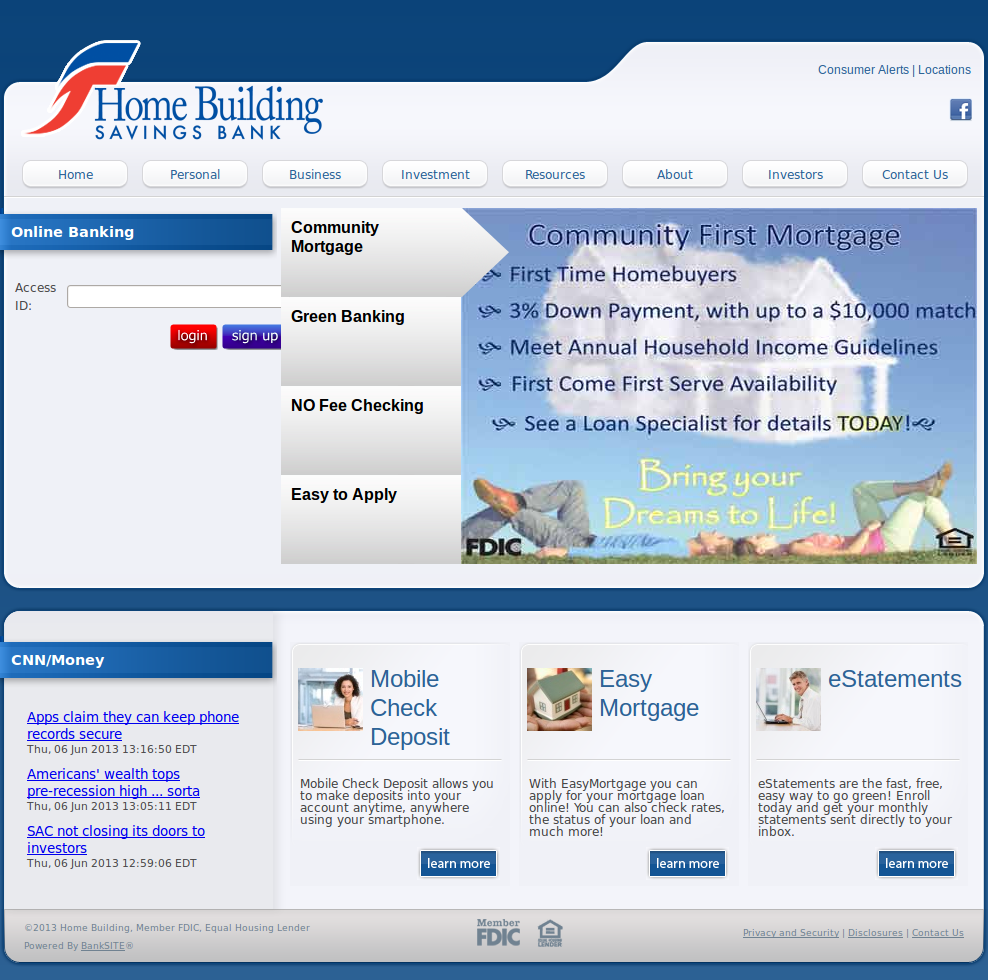 Consumer Alerts | Locations
Home Building
SAVINGS BANK
Home Personal Business Investment Resources About Investors Contact Us
Online Banking
Access
ID:
login sign up
Community
Mortgage
Green Banking
NO Fee Checking
Easy to Apply
Community First Mortgage
First Time Homebuyers
3% Down Payment, with up to a $10,000 match
Meet Annual Household Income Guidelines
First Come First Serve Availability
See a Loan Specialist for details TODAY!
Bring your
Dreams to Life!
FDIC
CNN/Money
Apps claim they can keep phone
records secure
Thu, 06 Jun 2013 13:16:50 EDT
Americans' wealth tops
pre-recession high ... sorta
Thu, 06 Jun 2013 13:05:11 EDT
SAC not closing its doors to
investors
Thu, 06 Jun 2013 12:59:06 EDT
Mobile
Check
Deposit
Mobile Check Deposit allows you
to make deposits into your
account anytime, anywhere
using your smartphone.
learn more
Easy
Mortgage
With EasyMortgage you can
apply for your mortgage loan
online! You can also check rates,
the status of your loan and
much more!
learn more
eStatements
eStatements are the fast, free,
easy way to go green! Enroll
today and get your monthly
statements sent directly to your
inbox.
learn more
©2013 Home Building, Member FDIC, Equal Housing Lender
Powered By BankSITE®
Member
FDIC
Privacy and Security | Disclosures | Contact Us